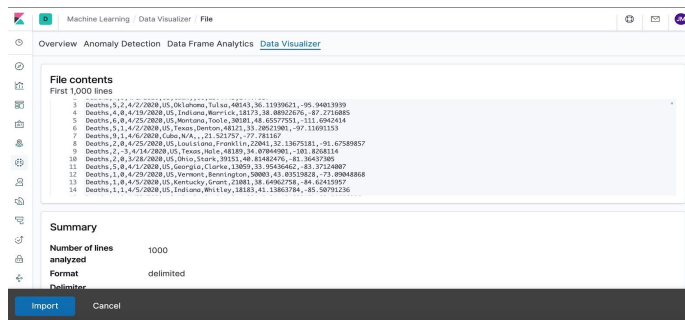 D
Machine Learning / Data Visualizer / File
JM
Overview Anomaly Detection Data Frame Analytics Data Visualizer
File contents
First 1,000 lines
3 Deaths,5,2,4/2/2020,US,Oklahoma,Tulsa,40143,36.11939621,-95.94013939
4 Deaths,4,0,4/19/2020,US,Indiana,Warrick,18173,38.08922676,-87.2716085
5 Deaths,6,0,4/25/2020,US,Montana,Toole,30101,48.65577551,-111.6942414
6 Deaths,5,1,4/2/2020,US,Texas,Denton,48121,33.20521901,-97.11691153
7 Deaths,9,1,4/6/2020,Cuba,N/A,,,21.521757,-77.781167
8 Deaths,2,0,4/25/2020,US,Louisiana,Franklin,22041,32.13675181,-91.67589857
9 Deaths,2,-3,4/14/2020,US,Texas,Hale,48189,34.07044901,-101.8268114
10 Deaths,2,0,3/28/2020,US,Ohio,Stark,39151,40.81482476,-81.36437305
11 Deaths,5,0,4/1/2020,US,Georgia,Clarke,13059,33.95436462,-83.37124007
12 Deaths,1,0,4/29/2020,US,Vermont,Bennington,50003,43.03519828,-73.09048868
13 Deaths,1,0,4/5/2020,US,Kentucky,Grant,21081,38.64962758,-84.62415957
14 Deaths,1,1,4/5/2020,US,Indiana,Whitley,18183,41.13863784,-85.50791236
Summary
Number of lines analyzed 1000
Format delimited
Delimiter
Import Cancel